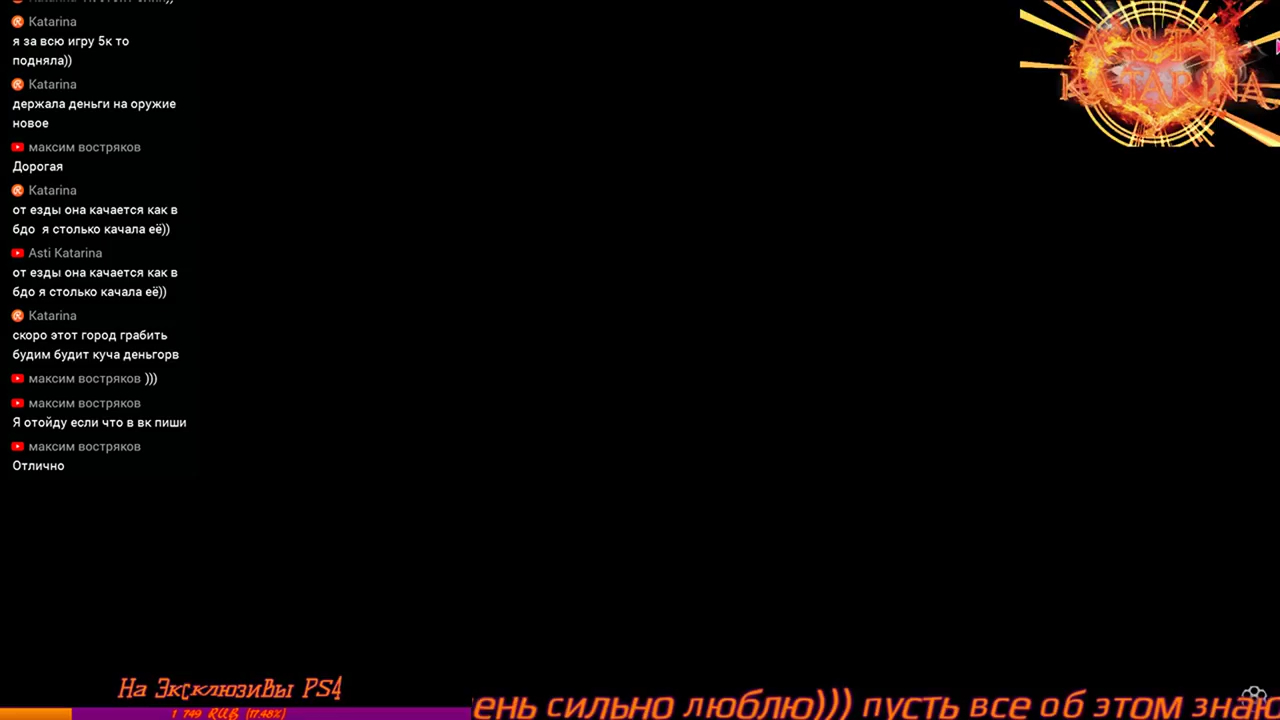 Katarina
я за всю игру 5к то
подняла))
Katarina
держала деньги на оружие
новое
максим востряков
Дорогая
Katarina
от езды она качается как в
бдо я столько качала её))
Asti Katarina
от езды она качается как в
бдо я столько качала её))
Katarina
скоро этот город грабить
будим будит куча деньгорв
максим востряков )))
максим востряков
Я отойду если что в вк пиши
максим востряков
Отлично
ASTI
KATARINA
На Эксклюзивы PS4
1 749 RUB (17.48%)
ень сильно люблю))) пусть все об этом знаю